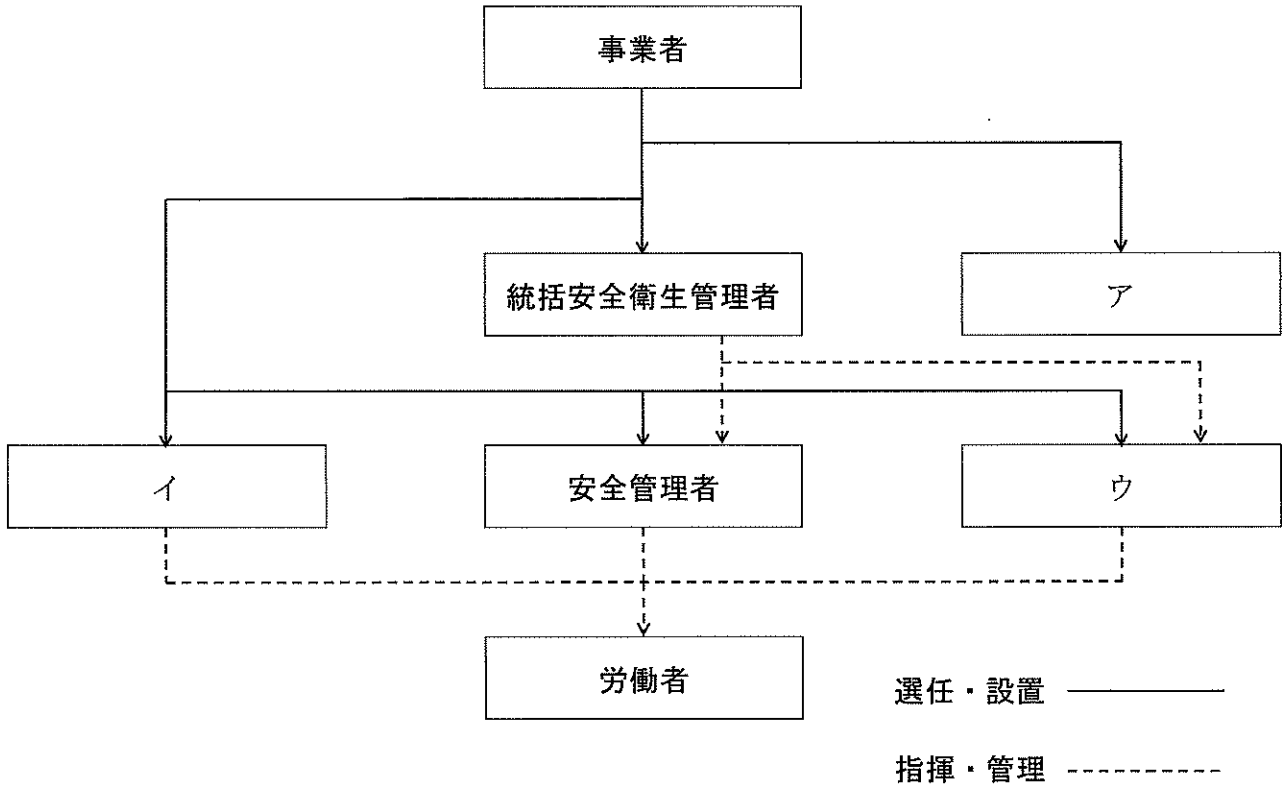 事業者
統括安全衛生管理者
ア
イ
安全管理者
ウ
労働者
選任・設置
指揮・管理